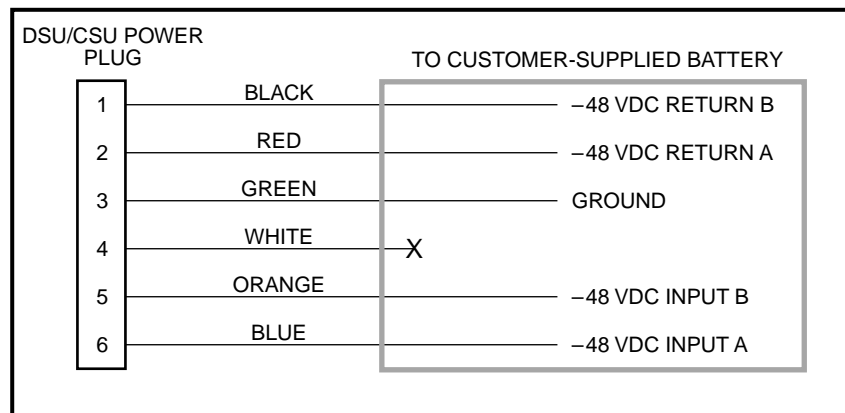 DSU/CSU POWER
PLUG
TO CUSTOMER-SUPPLIED BATTERY
1 BLACK –48 VDC RETURN B
2 RED –48 VDC RETURN A
3 GREEN GROUND
4 WHITE X
5 ORANGE –48 VDC INPUT B
6 BLUE –48 VDC INPUT A